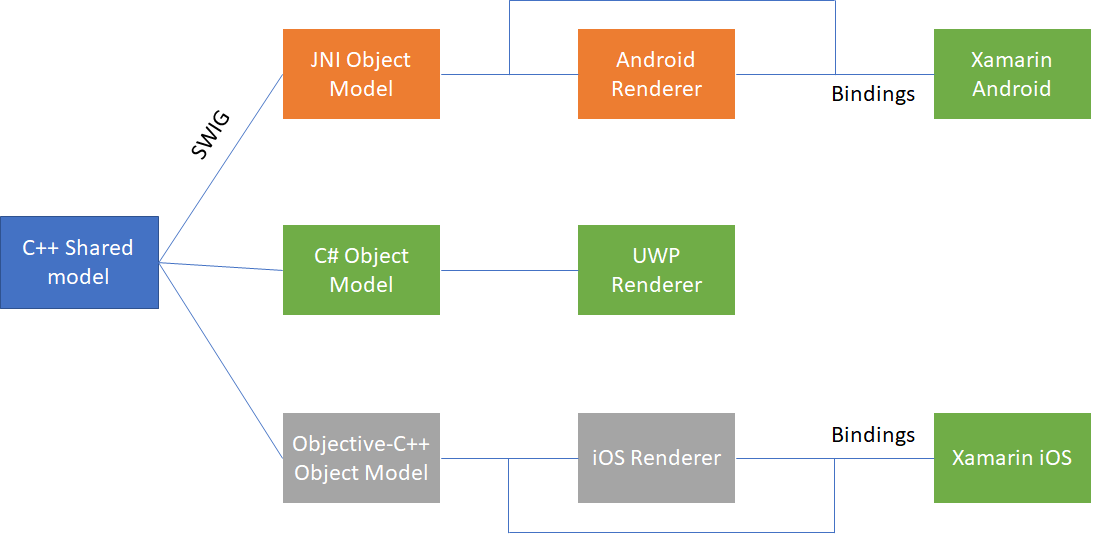 JNI Object
Model
Android
Renderer
Xamarin
Android
Bindings
SWIG
C++ Shared
model
C# Object
Model
UWP
Renderer
Objective-C++
Object Model
iOS Renderer
Bindings
Xamarin iOS